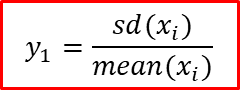 y₁ = sd(xᵢ) / mean(xᵢ)